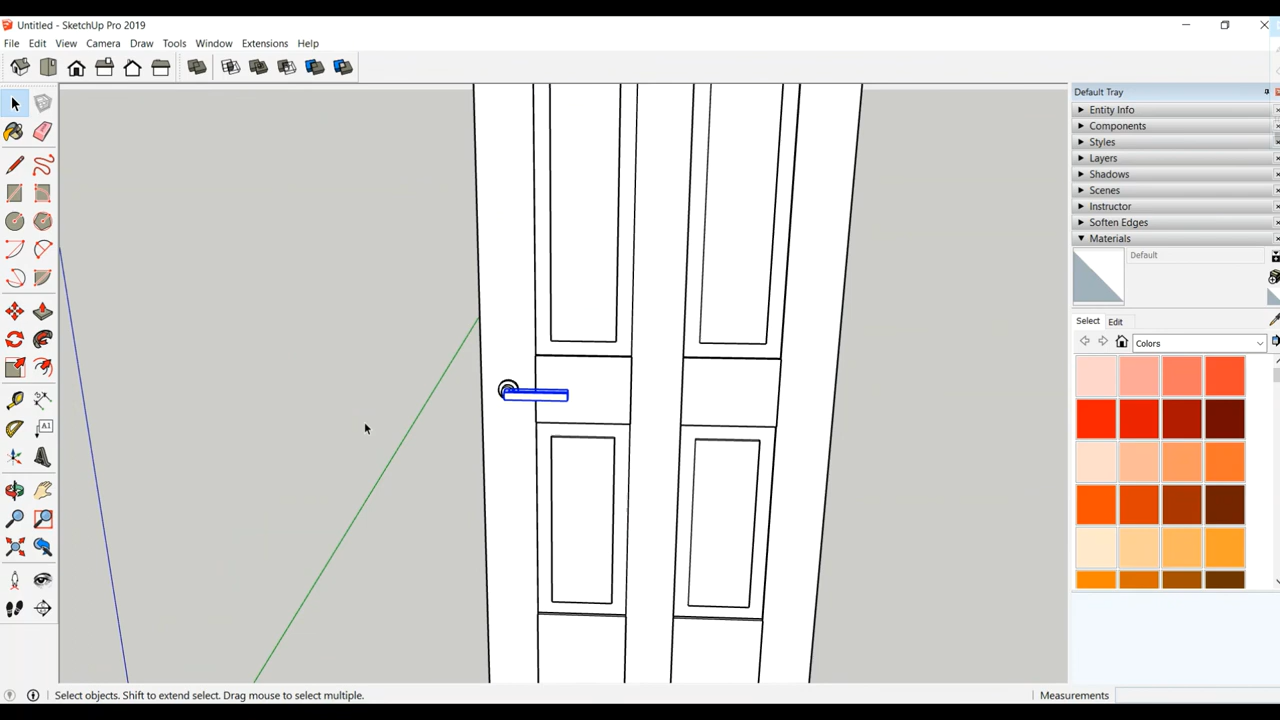 Untitled - SketchUp Pro 2019
File Edit View Camera Draw Tools Window Extensions Help
Default Tray
Entity Info
Components
Styles
Layers
Shadows
Scenes
Instructor
Soften Edges
Materials
Default
Select Edit
Colors
A1
Select objects. Shift to extend select. Drag mouse to select multiple.
Measurements